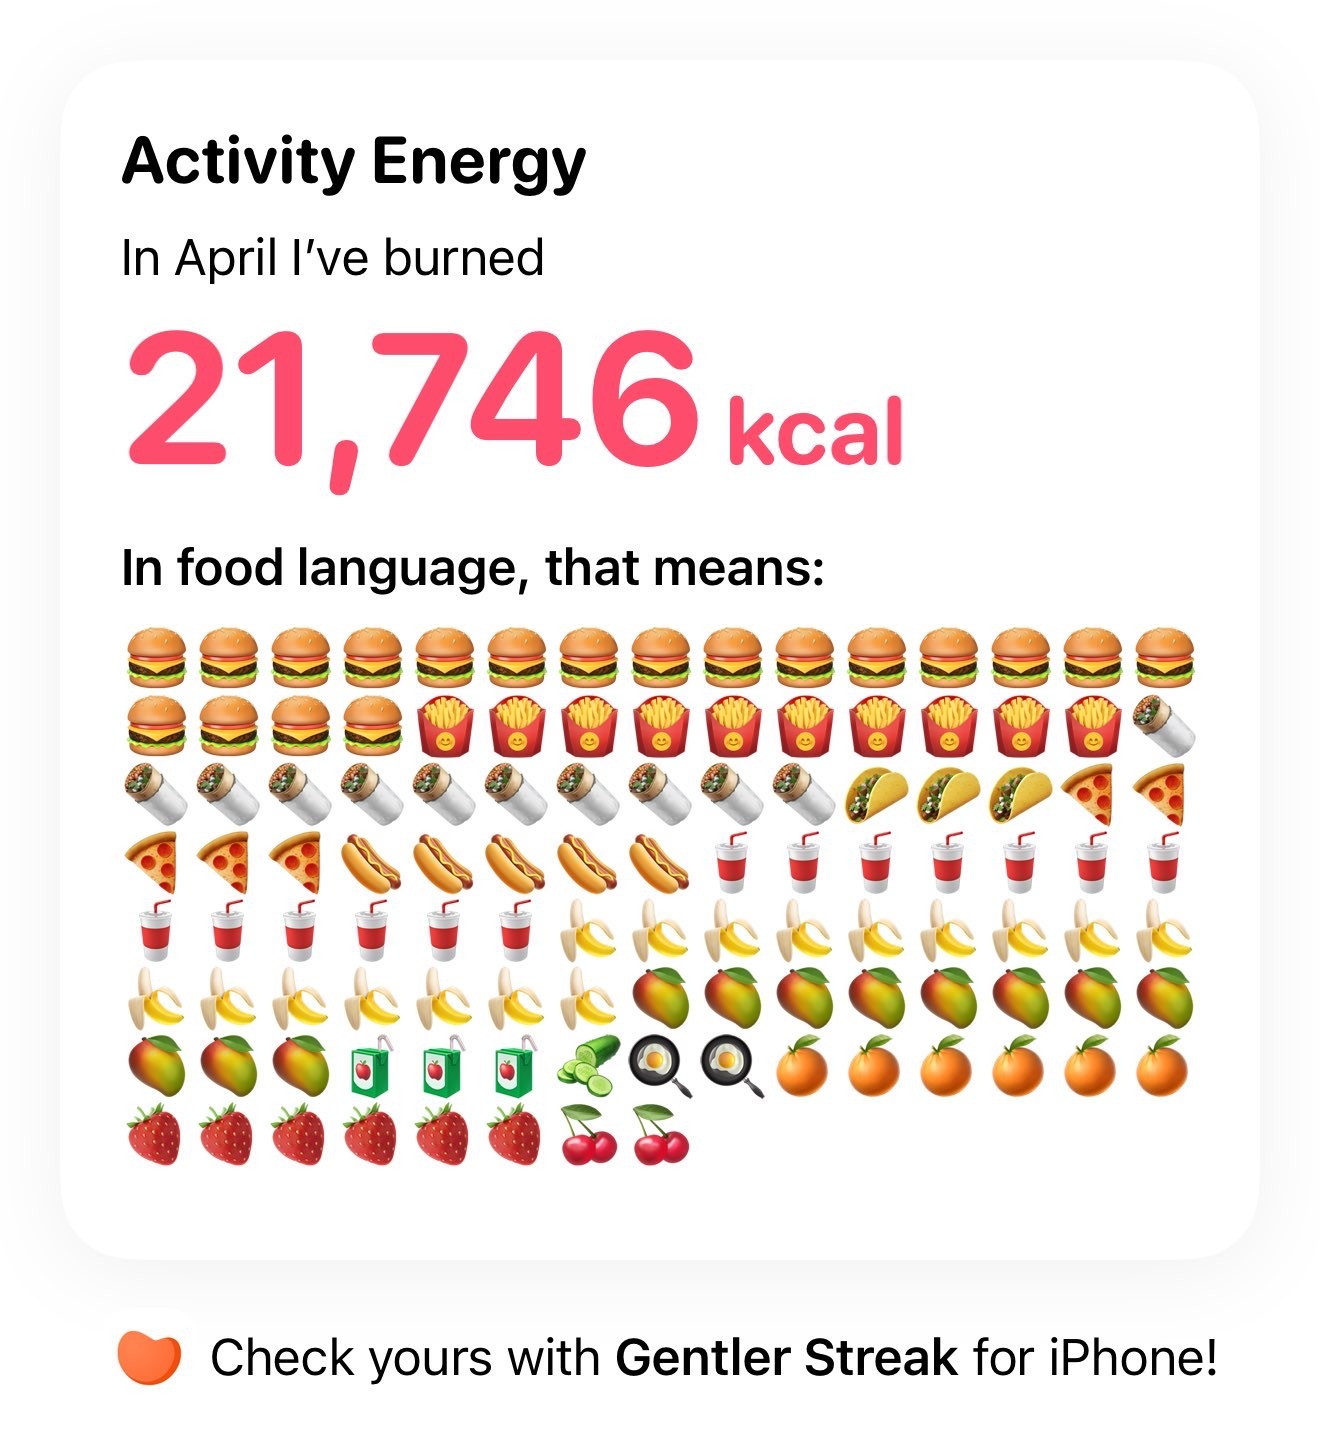 Activity Energy
In April I’ve burned
21,746 kcal
In food language, that means:
Check yours with Gentler Streak for iPhone!